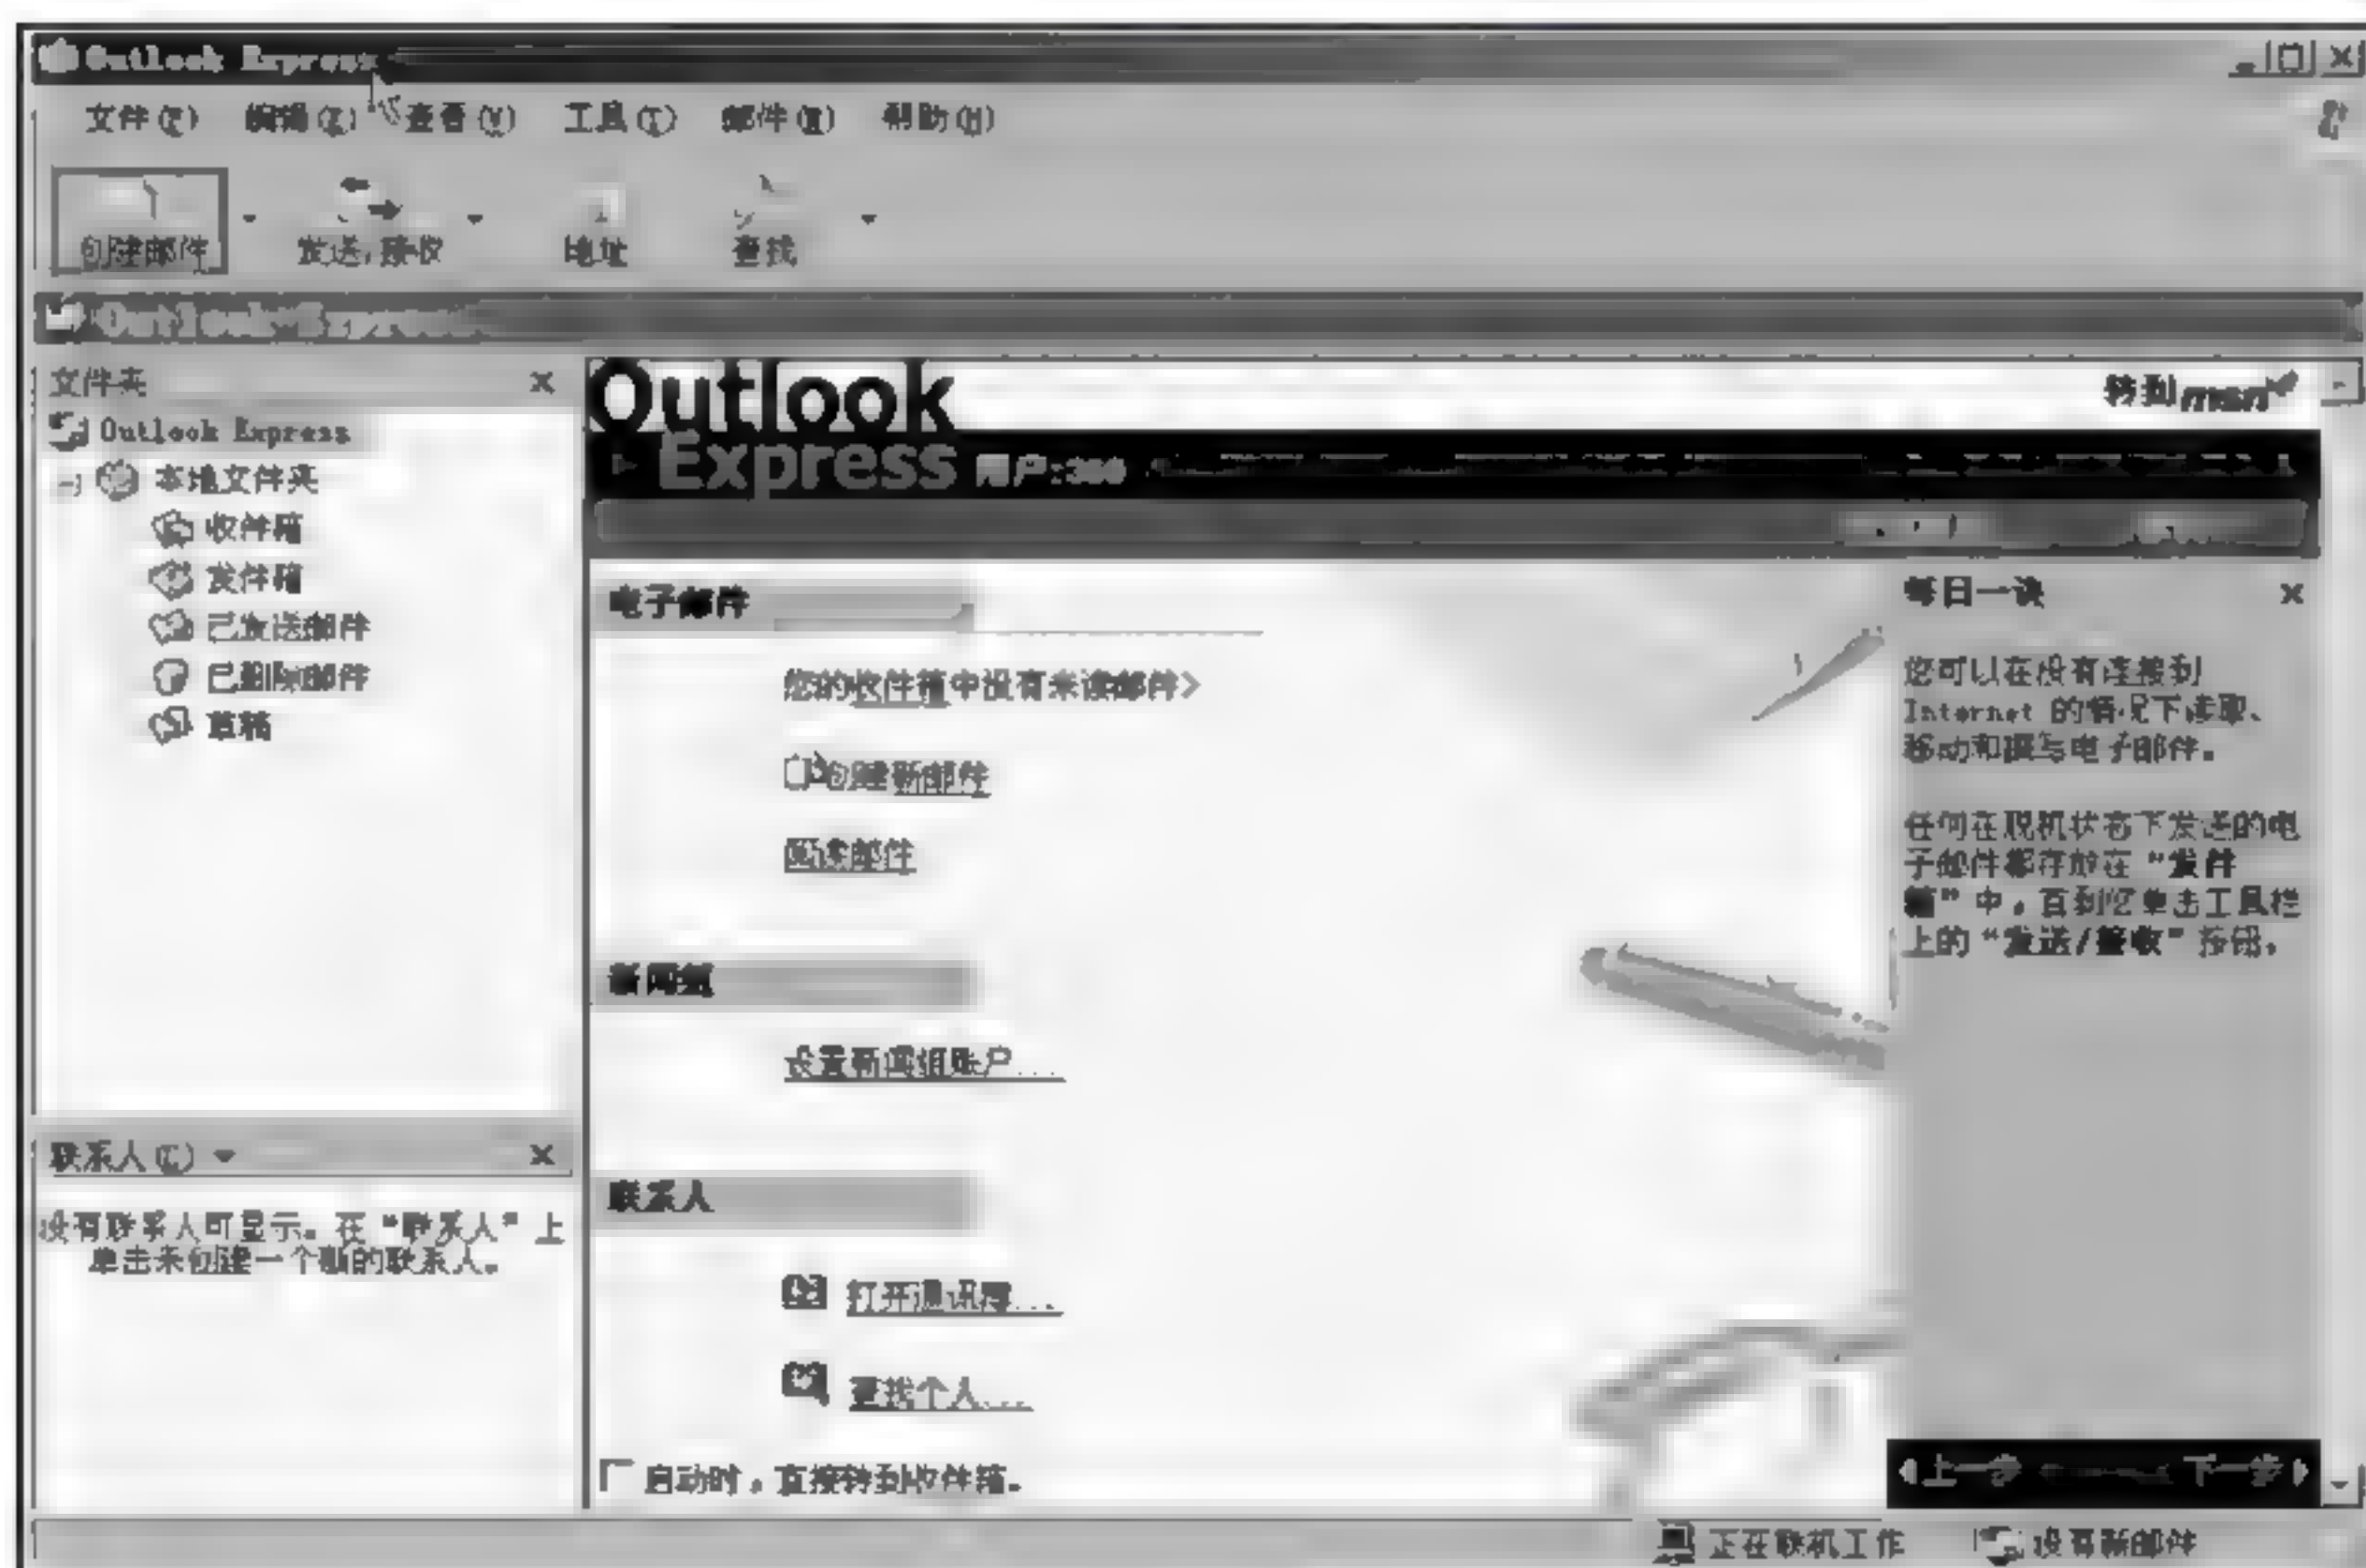 Outlook Express
文件(F) 编辑(E) 查看(V) 工具(T) 邮件(M) 帮助(H)
创建邮件 发送/接收 地址 查找
Outlook Express
文件夹
Outlook Express
本地文件夹
收件箱
发件箱
已发送邮件
已删除邮件
草稿
联系人(C)
没有联系人可显示。在“联系人”上
单击来创建一个新的联系人。
Outlook
转到 msn
Express 用户:360
电子邮件
您的收件箱中没有未读邮件
创建新邮件
阅读邮件
新闻组
设置新闻组账户...
联系人
打开通讯簿...
查找个人...
启动时，直接转到收件箱。
每日一谈
您可以在没有连接到
Internet 的情况下读取、
移动和撰写电子邮件。
任何在脱机状态下发送的电
子邮件都存放在“发件
箱”中，直到您单击工具栏
上的“发送/接收”按钮。
上一步 下一步
正在联机工作 没有新邮件